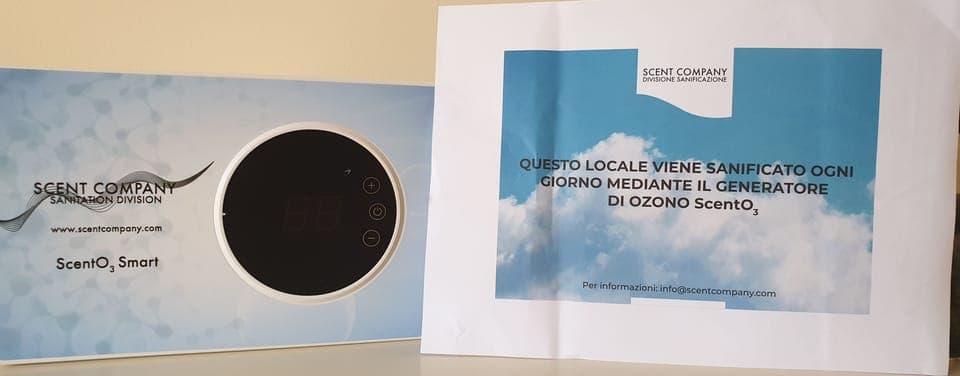 SCENT COMPANY
SANITATION DIVISION
www.scentcompany.com
ScentO₃ Smart
SCENT COMPANY
DIVISIONE SANIFICAZIONE
QUESTO LOCALE VIENE SANIFICATO OGNI
GIORNO MEDIANTE IL GENERATORE
DI OZONO ScentO₃
Per informazioni: info@scentcompany.com